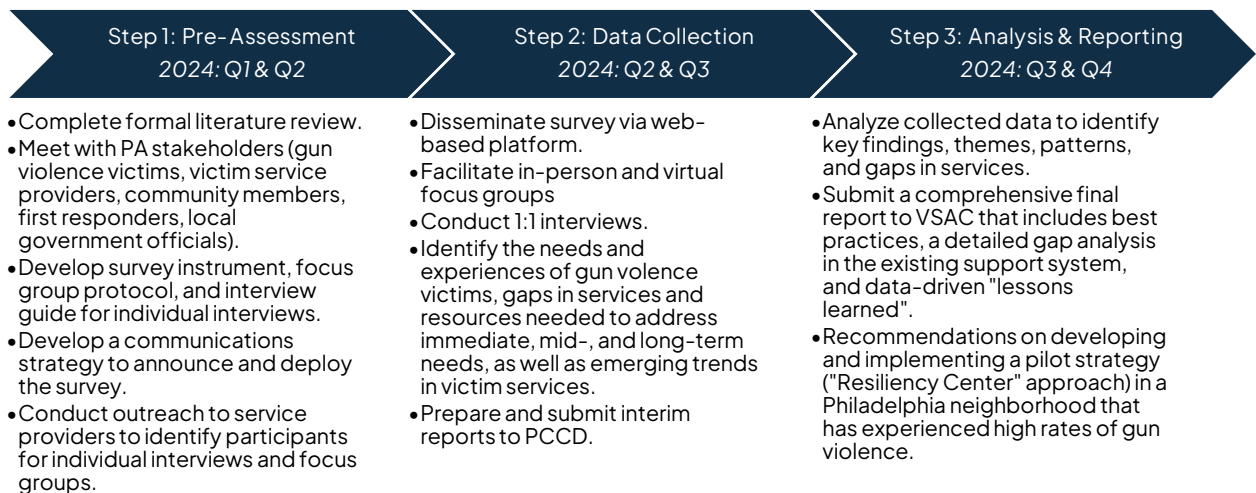 Step 1: Pre-Assessment
2024: Q1 & Q2
•Complete formal literature review.
•Meet with PA stakeholders (gun
violence victims, victim service
providers, community members,
first responders, local
government officials).
•Develop survey instrument, focus
group protocol, and interview
guide for individual interviews.
•Develop a communications
strategy to announce and deploy
the survey.
•Conduct outreach to service
providers to identify participants
for individual interviews and focus
groups.
Step 2: Data Collection
2024: Q2 & Q3
•Disseminate survey via web-
based platform.
•Facilitate in-person and virtual
focus groups
•Conduct 1:1 interviews.
•Identify the needs and
experiences of gun volence
victims, gaps in services and
resources needed to address
immediate, mid-, and long-term
needs, as well as emerging trends
in victim services.
•Prepare and submit interim
reports to PCCD.
Step 3: Analysis & Reporting
2024: Q3 & Q4
•Analyze collected data to identify
key findings, themes, patterns,
and gaps in services.
•Submit a comprehensive final
report to VSAC that includes best
practices, a detailed gap analysis
in the existing support system,
and data-driven "lessons
learned".
•Recommendations on developing
and implementing a pilot strategy
("Resiliency Center" approach) in a
Philadelphia neighborhood that
has experienced high rates of gun
violence.